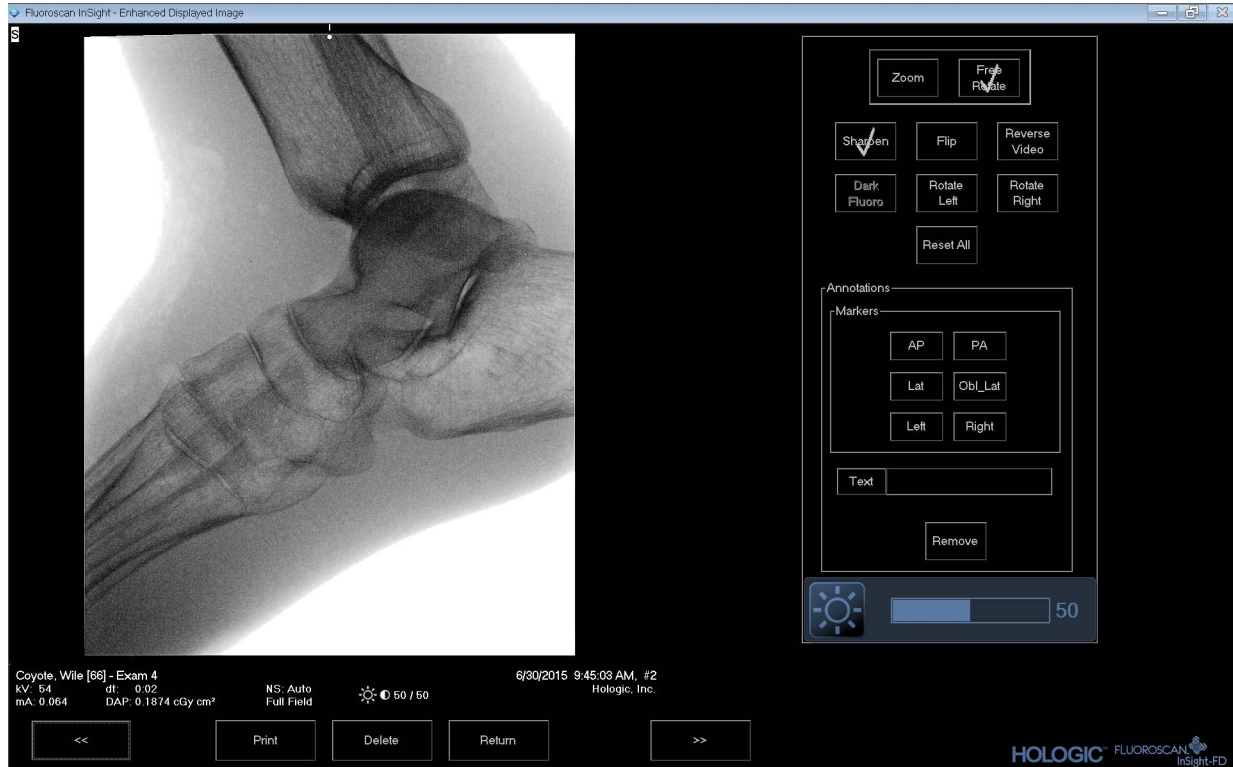 Fluoroscan InSight - Enhanced Displayed Image
S
Zoom
Free
Rotate
Sharpen
Flip
Reverse
Video
Dark
Fluoro
Rotate
Left
Rotate
Right
Reset All
Annotations
Markers
AP
PA
Lat
Obl_Lat
Left
Right
Text
Remove
50
Coyote, Wile [66] - Exam 4
6/30/2015 9:45:03 AM, #2
kV: 54 dt: 0:02 NS: Auto
Hologic, Inc.
mA: 0.064 DAP: 0.1874 cGy cm² Full Field
50 / 50
<<
Print
Delete
Return
>>
HOLOGIC™ FLUOROSCAN.
InSight-FD